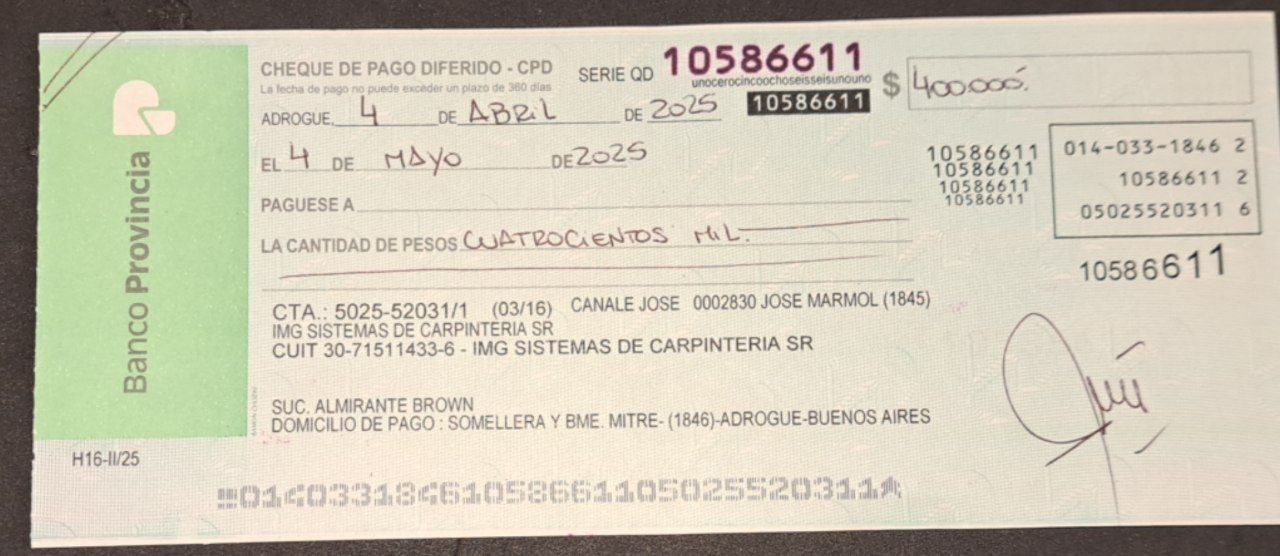 Banco Provincia
H16-II/25
CHEQUE DE PAGO DIFERIDO - CPD
La fecha de pago no puede exceder un plazo de 360 días
SERIE QD 10586611
unocerocincoochoseisseisunouno
10586611
$ 400.000.
ADROGUE, 4 DE ABRIL DE 2025
EL 4 DE MAYO DE 2025
10586611
10586611
10586611
10586611
014-033-1846 2
10586611 2
05025520311 6
PAGUESE A
LA CANTIDAD DE PESOS CUATROCIENTOS MIL.
10586611
CTA.: 5025-52031/1 (03/16) CANALE JOSE 0002830 JOSE MARMOL (1845)
IMG SISTEMAS DE CARPINTERIA SR
CUIT 30-71511433-6 - IMG SISTEMAS DE CARPINTERIA SR
SUC. ALMIRANTE BROWN
DOMICILIO DE PAGO : SOMELLERA Y BME. MITRE- (1846)-ADROGUE-BUENOS AIRES
01403318461058661105025520311